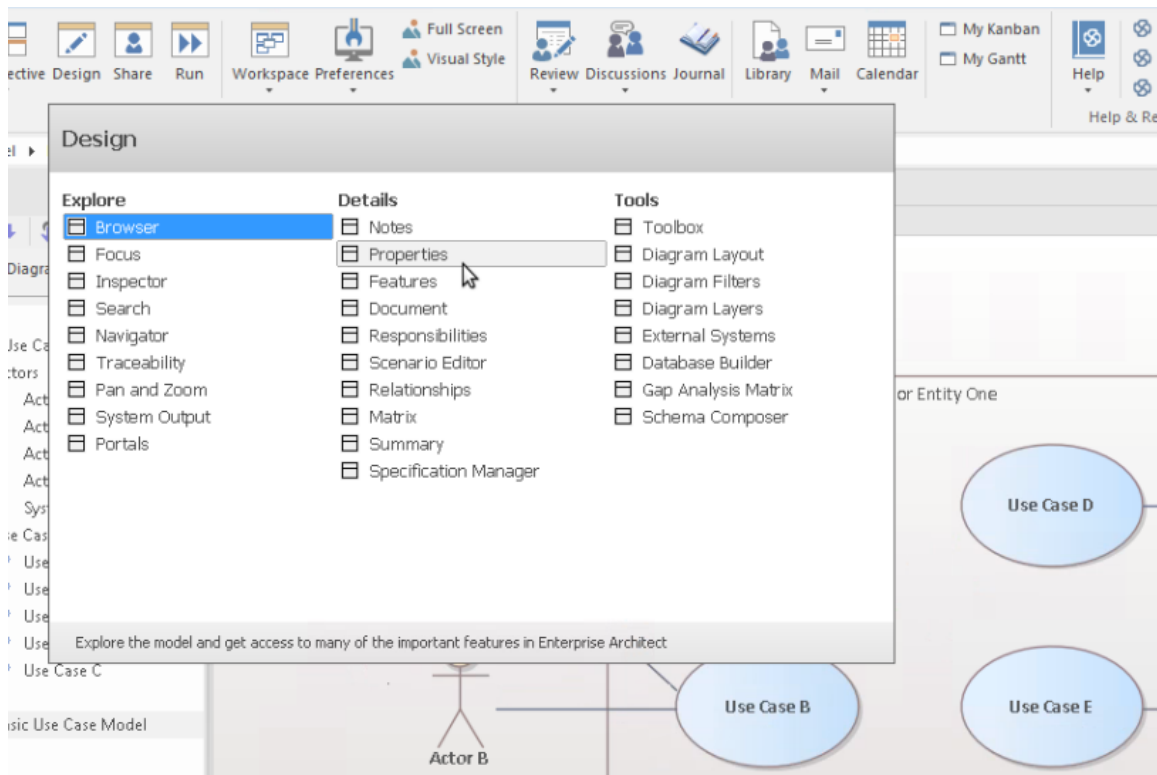 Full Screen
Visual Style
My Kanban
My Gantt
Design Share Run Workspace Preferences Review Discussions Journal Library Mail Calendar Help
Help &
Design
Explore
Browser
Focus
Inspector
Search
Navigator
Traceability
Pan and Zoom
System Output
Portals
Details
Notes
Properties
Features
Document
Responsibilities
Scenario Editor
Relationships
Matrix
Summary
Specification Manager
Tools
Toolbox
Diagram Layout
Diagram Filters
Diagram Layers
External Systems
Database Builder
Gap Analysis Matrix
Schema Composer
Explore the model and get access to many of the important features in Enterprise Architect
Use Case C
Use Case Model
or Entity One
Use Case D
Use Case B
Use Case E
Actor B